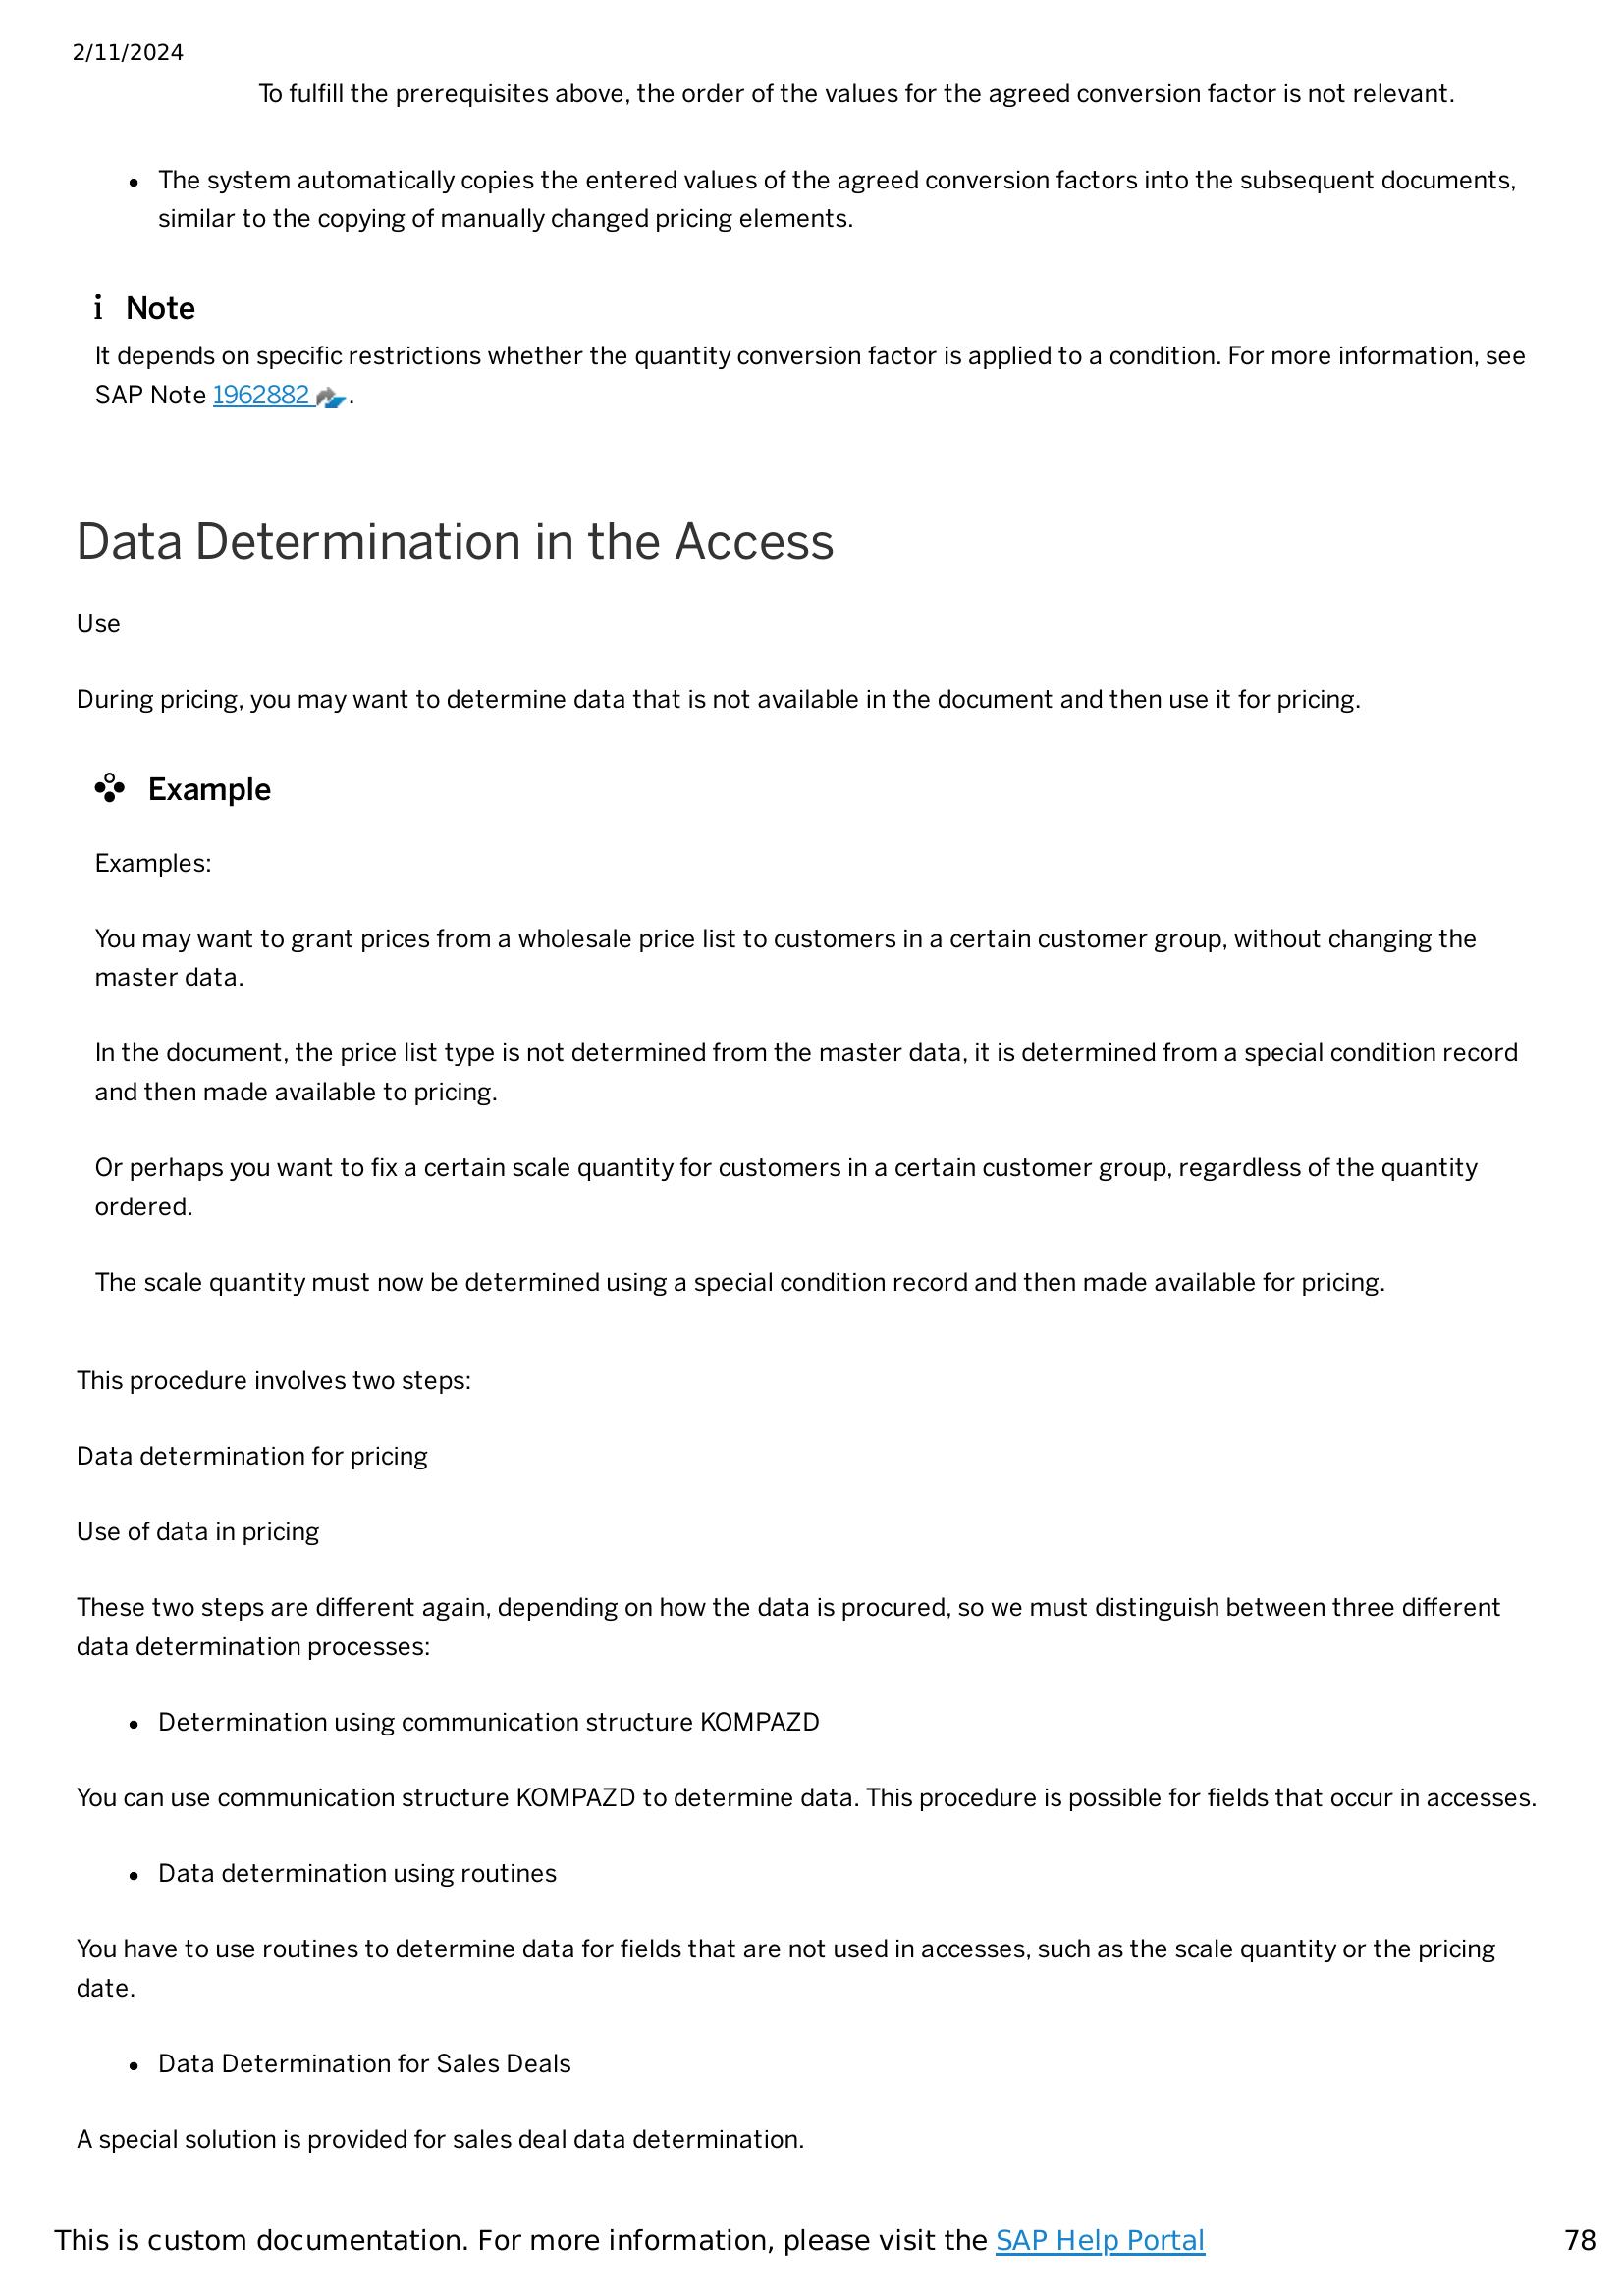 2/11/2024
To fulfill the prerequisites above, the order of the values for the agreed conversion factor is not relevant.
• The system automatically copies the entered values of the agreed conversion factors into the subsequent documents,
similar to the copying of manually changed pricing elements.
i Note
It depends on specific restrictions whether the quantity conversion factor is applied to a condition. For more information, see
SAP Note 1962882 .
Data Determination in the Access
Use
During pricing, you may want to determine data that is not available in the document and then use it for pricing.
Example
Examples:
You may want to grant prices from a wholesale price list to customers in a certain customer group, without changing the
master data.
In the document, the price list type is not determined from the master data, it is determined from a special condition record
and then made available to pricing.
Or perhaps you want to fix a certain scale quantity for customers in a certain customer group, regardless of the quantity
ordered.
The scale quantity must now be determined using a special condition record and then made available for pricing.
This procedure involves two steps:
Data determination for pricing
Use of data in pricing
These two steps are different again, depending on how the data is procured, so we must distinguish between three different
data determination processes:
• Determination using communication structure KOMPAZD
You can use communication structure KOMPAZD to determine data. This procedure is possible for fields that occur in accesses.
• Data determination using routines
You have to use routines to determine data for fields that are not used in accesses, such as the scale quantity or the pricing
date.
• Data Determination for Sales Deals
A special solution is provided for sales deal data determination.
This is custom documentation. For more information, please visit the SAP Help Portal 78